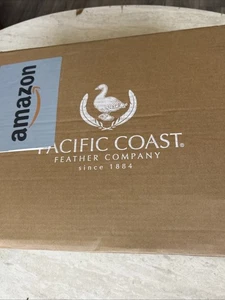 amazon
PACIFIC COAST®
FEATHER COMPANY
since 1884